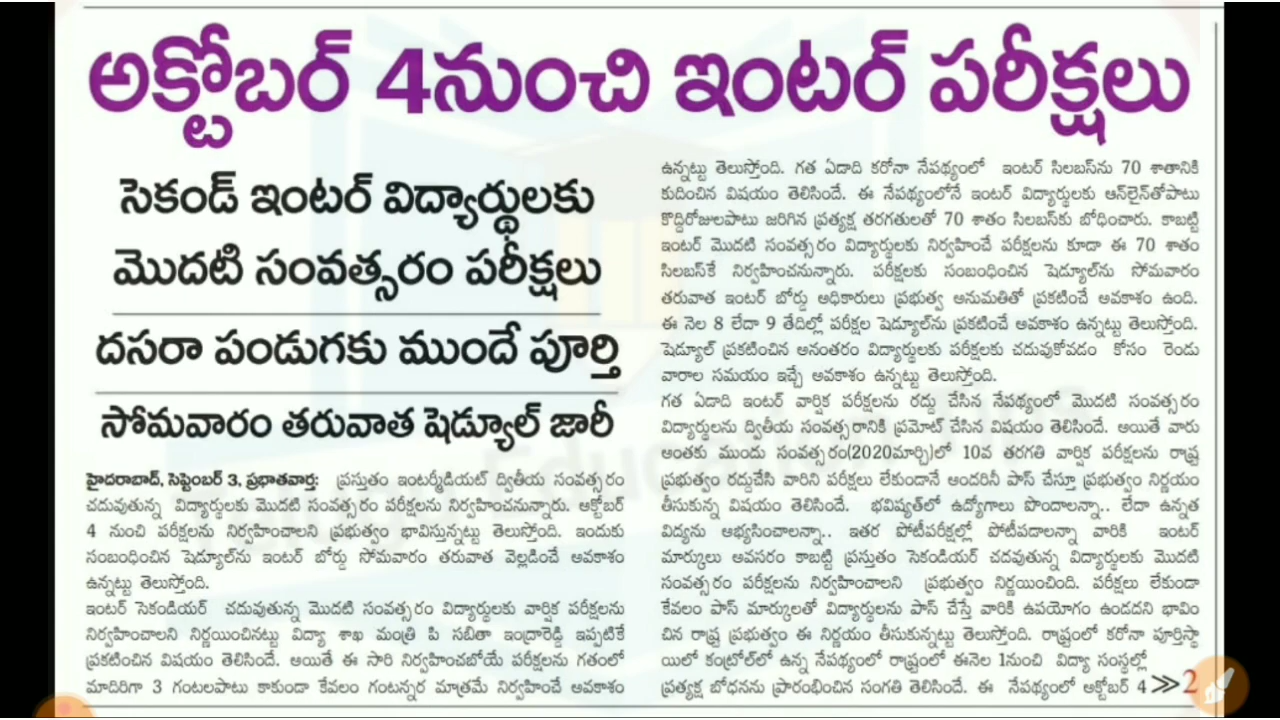 అక్టోబర్ 4నుంచి ఇంటర్ పరీక్షలు
సెకండ్ ఇంటర్ విద్యార్థులకు
మొదటి సంవత్సరం పరీక్షలు
దసరా పండుగకు ముందే పూర్తి
సోమవారం తరువాత షెడ్యూల్ జారీ
హైదరాబాద్, సెప్టెంబర్ 3, ప్రభాతవార్త: ప్రస్తుతం ఇంటర్మీడియట్ ద్వితీయ సంవత్సరం
చదువుతున్న విద్యార్థులకు మొదటి సంవత్సరం పరీక్షలను నిర్వహించనున్నారు. అక్టోబర్
4 నుంచి పరీక్షలను నిర్వహించాలని ప్రభుత్వం భావిస్తున్నట్టు తెలుస్తోంది. ఇందుకు
సంబంధించిన షెడ్యూల్‌ను ఇంటర్ బోర్డు సోమవారం తరువాత వెల్లడించే అవకాశం
ఉన్నట్టు తెలుస్తోంది.
ఇంటర్ సెకండియర్ చదువుతున్న మొదటి సంవత్సరం విద్యార్థులకు వార్షిక పరీక్షలను
నిర్వహించాలని నిర్ణయించినట్టు విద్యా శాఖ మంత్రి పి సబితా ఇంద్రారెడ్డి ఇప్పటికే
ప్రకటించిన విషయం తెలిసిందే. అయితే ఈ సారి నిర్వహించబోయే పరీక్షలను గతంలో
మాదిరిగా 3 గంటలపాటు కాకుండా కేవలం గంటన్నర మాత్రమే నిర్వహించే అవకాశం
ఉన్నట్టు తెలుస్తోంది. గత ఏడాది కరోనా నేపథ్యంలో ఇంటర్ సిలబస్‌ను 70 శాతానికి
కుదించిన విషయం తెలిసిందే. ఈ నేపథ్యంలోనే ఇంటర్ విద్యార్థులకు ఆన్‌లైన్‌తోపాటు
కొద్దిరోజులపాటు జరిగిన ప్రత్యక్ష తరగతులతో 70 శాతం సిలబస్‌కు బోధించారు. కాబట్టి
ఇంటర్ మొదటి సంవత్సరం విద్యార్థులకు నిర్వహించే పరీక్షలను కూడా ఈ 70 శాతం
సిలబస్‌కే నిర్వహించనున్నారు. పరీక్షలకు సంబంధించిన షెడ్యూల్‌ను సోమవారం
తరువాత ఇంటర్ బోర్డు అధికారులు ప్రభుత్వ అనుమతితో ప్రకటించే అవకాశం ఉంది.
ఈ నెల 8 లేదా 9 తేదిల్లో పరీక్షల షెడ్యూల్‌ను ప్రకటించే అవకాశం ఉన్నట్టు తెలుస్తోంది.
షెడ్యూల్ ప్రకటించిన అనంతరం విద్యార్థులకు పరీక్షలకు చదువుకోవడం కోసం రెండు
వారాల సమయం ఇచ్చే అవకాశం ఉన్నట్టు తెలుస్తోంది.
గత ఏడాది ఇంటర్ వార్షిక పరీక్షలను రద్దు చేసిన నేపథ్యంలో మొదటి సంవత్సరం
విద్యార్థులను ద్వితీయ సంవత్సరానికి ప్రమోట్ చేసిన విషయం తెలిసిందే. అయితే వారు
అంతకు ముందు సంవత్సరం(2020మార్చి)లో 10వ తరగతి వార్షిక పరీక్షలను రాష్ట్ర
ప్రభుత్వం రద్దుచేసి వారిని పరీక్షలు లేకుండానే అందరినీ పాస్ చేస్తూ ప్రభుత్వం నిర్ణయం
తీసుకున్న విషయం తెలిసిందే. భవిష్యత్‌లో ఉద్యోగాలు పొందాలన్నా.. లేదా ఉన్నత
విద్యను అభ్యసించాలన్నా.. ఇతర పోటీపరీక్షల్లో పోటీపడాలన్నా వారికి ఇంటర్
మార్కులు అవసరం కాబట్టి ప్రస్తుతం సెకండియర్ చదవుతున్న విద్యార్థులకు మొదటి
సంవత్సరం పరీక్షలను నిర్వహించాలని ప్రభుత్వం నిర్ణయించింది. పరీక్షలు లేకుండా
కేవలం పాస్ మార్కులతో విద్యార్థులను పాస్ చేస్తే వారికి ఉపయోగం ఉండదని భావిం
చిన రాష్ట్ర ప్రభుత్వం ఈ నిర్ణయం తీసుకున్నట్టు తెలుస్తోంది. రాష్ట్రంలో కరోనా పూర్తిస్థా
యిలో కంట్రోల్‌లో ఉన్న నేపథ్యంలో రాష్ట్రంలో ఈనెల 1నుంచి విద్యా సంస్థల్లో
ప్రత్యక్ష బోధనను ప్రారంభించిన సంగతి తెలిసిందే. ఈ నేపథ్యంలో అక్టోబర్ 4 >>2